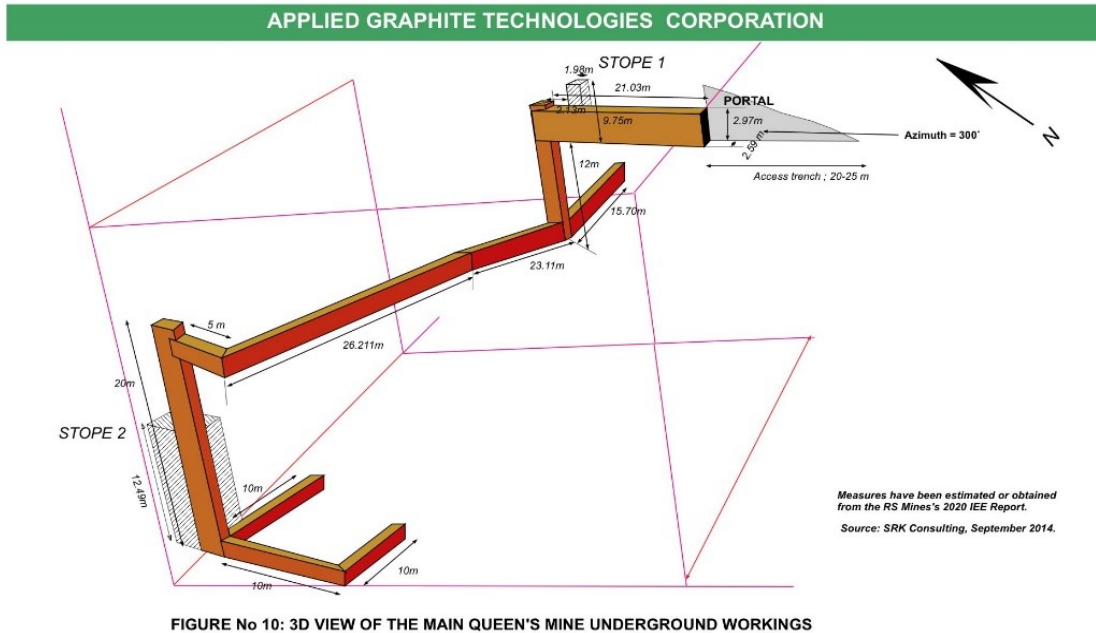 APPLIED GRAPHITE TECHNOLOGIES CORPORATION
STOPE 1
1.98m
21.03m
PORTAL
2.13m
9.75m
2.97m
2.59 m
Azimuth = 300°
N
Access trench ; 20-25 m
12m
15.70m
23.11m
5 m
26.211m
20m
STOPE 2
12.49m
10m
10m
10m
Measures have been estimated or obtained
from the RS Mines's 2020 IEE Report.
Source: SRK Consulting, September 2014.
FIGURE No 10: 3D VIEW OF THE MAIN QUEEN'S MINE UNDERGROUND WORKINGS